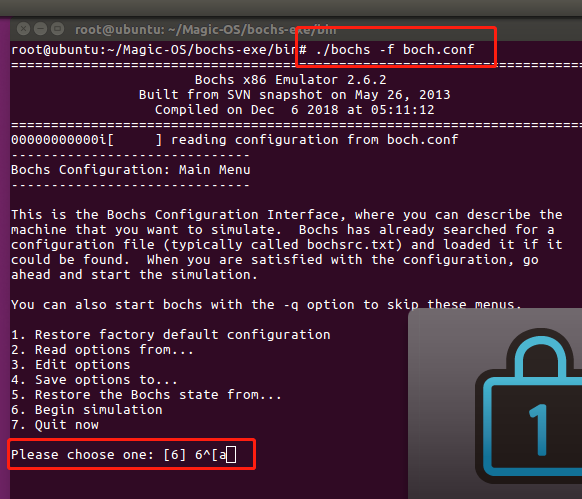 root@ubuntu: ~/Magic-OS/bochs-exe/bin
root@ubuntu:~/Magic-OS/bochs-exe/bin# ./bochs -f boch.conf
========================================================================
Bochs x86 Emulator 2.6.2
Built from SVN snapshot on May 26, 2013
Compiled on Dec  6 2018 at 05:11:12
========================================================================
00000000000i[      ] reading configuration from boch.conf
------------------------------
Bochs Configuration: Main Menu
------------------------------
This is the Bochs Configuration Interface, where you can describe the
machine that you want to simulate.  Bochs has already searched for a
configuration file (typically called bochsrc.txt) and loaded it if it
could be found.  When you are satisfied with the configuration, go
ahead and start the simulation.
You can also start bochs with the -q option to skip these menus.
1. Restore factory default configuration
2. Read options from...
3. Edit options
4. Save options to...
5. Restore the Bochs state from...
6. Begin simulation
7. Quit now
Please choose one: [6] 6^[a
1